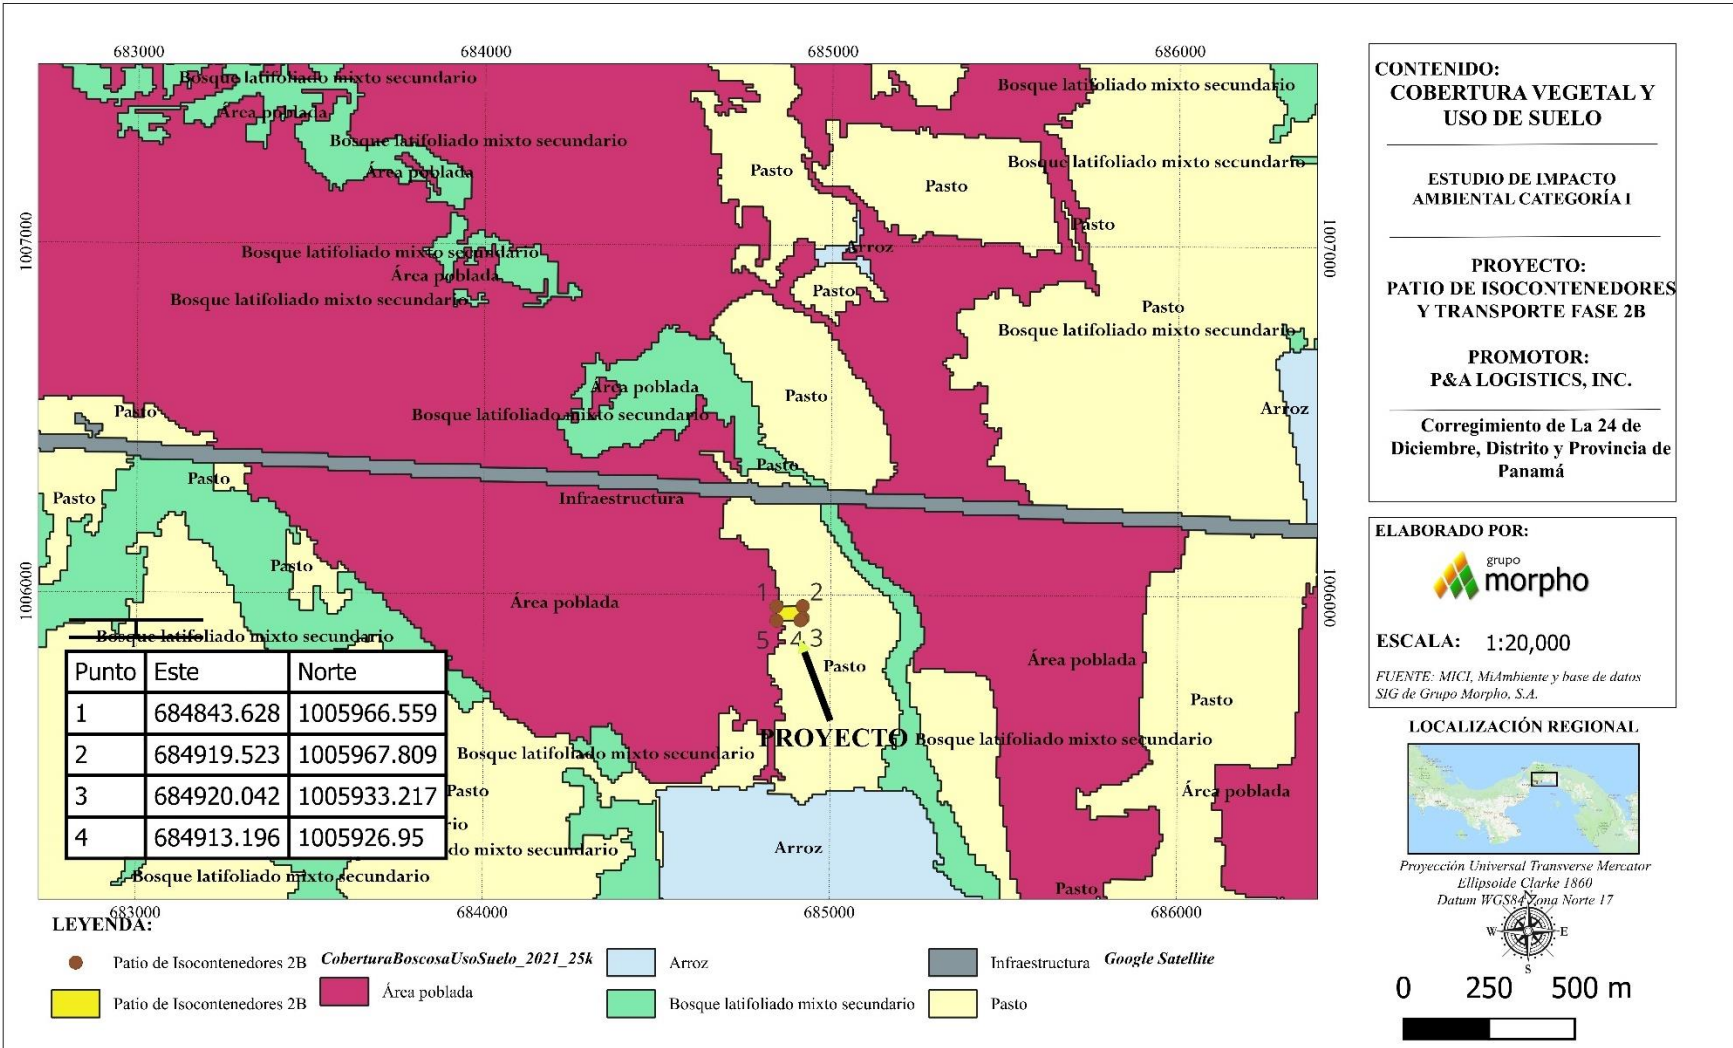 683000
684000
685000
686000
Bosque latifoliado mixto secundario
Área poblada
Bosque latifoliado mixto secundario
Área poblada
Bosque latifoliado mixto secundario
Bosque latifoliado mixto secundario
Pasto
Pasto
Pasto
1007000
1007000
Bosque latifoliado mixto secundario
Arroz
Área poblada
Bosque latifoliado mixto secundario
Pasto
Pasto
Bosque latifoliado mixto secundario
Área poblada
Pasto
Bosque latifoliado mixto secundario
Pasto
Arroz
Pasto
Pasto
Pasto
Infraestructura
Pasto
1006000
1006000
Área poblada
1
2
5
4
3
Bosque latifoliado mixto secundario
Pasto
Área poblada
Pasto
PROYECTO
Bosque latifoliado mixto secundario
Bosque latifoliado mixto secundario
Pasto
Área poblada
rio
do mixto secundario
Arroz
Bosque latifoliado mixto secundario
Pasto
Punto Este Norte
1 684843.628 1005966.559
2 684919.523 1005967.809
3 684920.042 1005933.217
4 684913.196 1005926.95
683000
684000
685000
686000
LEYENDA:
Patio de Isocontenedores 2B
Patio de Isocontenedores 2B
CoberturaBoscosaUsoSuelo_2021_25k
Área poblada
Arroz
Bosque latifoliado mixto secundario
Infraestructura
Pasto
Google Satellite
CONTENIDO:
COBERTURA VEGETAL Y
USO DE SUELO
ESTUDIO DE IMPACTO
AMBIENTAL CATEGORÍA I
PROYECTO:
PATIO DE ISOCONTENEDORES
Y TRANSPORTE FASE 2B
PROMOTOR:
P&A LOGISTICS, INC.
Corregimiento de La 24 de
Diciembre, Distrito y Provincia de
Panamá
ELABORADO POR:
grupo
morpho
ESCALA: 1:20,000
FUENTE: MICI, MiAmbiente y base de datos
SIG de Grupo Morpho, S.A.
LOCALIZACIÓN REGIONAL
Proyección Universal Transverse Mercator
Ellipsoide Clarke 1860
Datum WGS84 Zona Norte 17
N
W
E
S
0 250 500 m